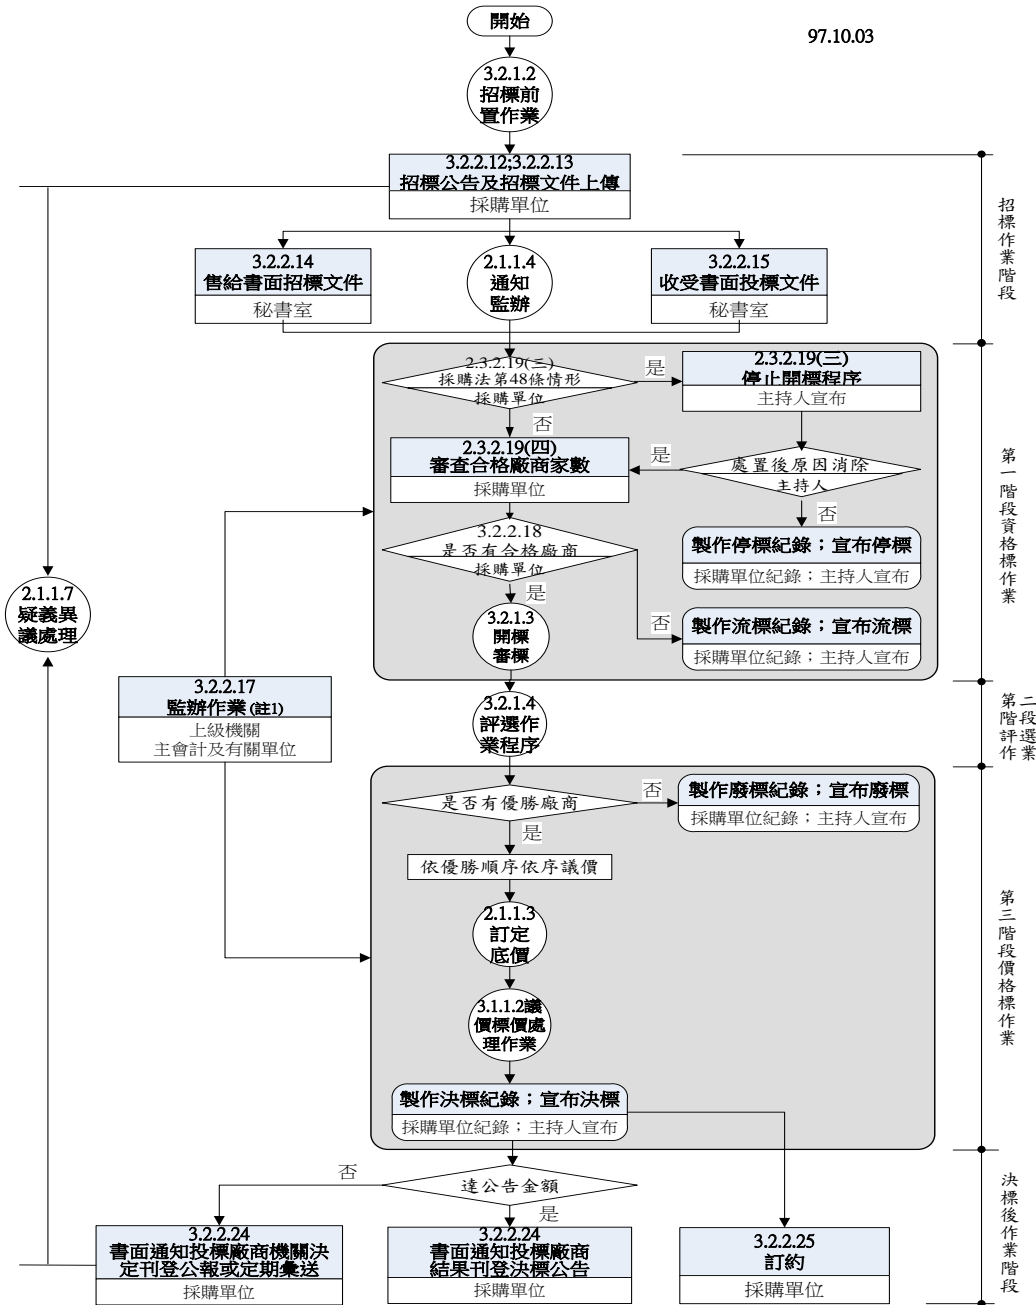 開始
97.10.03
3.2.1.2
招標前
置作業
3.2.2.12;3.2.2.13
招標公告及招標文件上傳
採購單位
招標作業階段
3.2.2.14
售給書面招標文件
秘書室
2.1.1.4
通知
監辦
3.2.2.15
收受書面投標文件
秘書室
2.3.2.19(三)
採購法第48條情形
採購單位
是
2.3.2.19(三)
停止開標程序
主持人宣布
否
2.3.2.19(四)
審查合格廠商家數
採購單位
是
處置後原因消除
主持人
否
第一階段資格標作業
3.2.2.18
是否有合格廠商
採購單位
製作停標紀錄；宣布停標
採購單位紀錄；主持人宣布
是
否
3.2.1.3
開標
審標
製作流標紀錄；宣布流標
採購單位紀錄；主持人宣布
2.1.1.7
疑義異
議處理
3.2.2.17
監辦作業(註1)
上級機關
主會計及有關單位
3.2.1.4
評選作
業程序
第二階段評選作業
是否有優勝廠商
否
製作廢標紀錄；宣布廢標
採購單位紀錄；主持人宣布
是
依優勝順序依序議價
2.1.1.3
訂定
底價
3.1.1.2議
價標價處
理作業
第三階段價格標作業
製作決標紀錄；宣布決標
採購單位紀錄；主持人宣布
否
達公告金額
是
決標後作業階段
3.2.2.24
書面通知投標廠商機關決
定刊登公報或定期彙送
採購單位
3.2.2.24
書面通知投標廠商
結果刊登決標公告
採購單位
3.2.2.25
訂約
採購單位